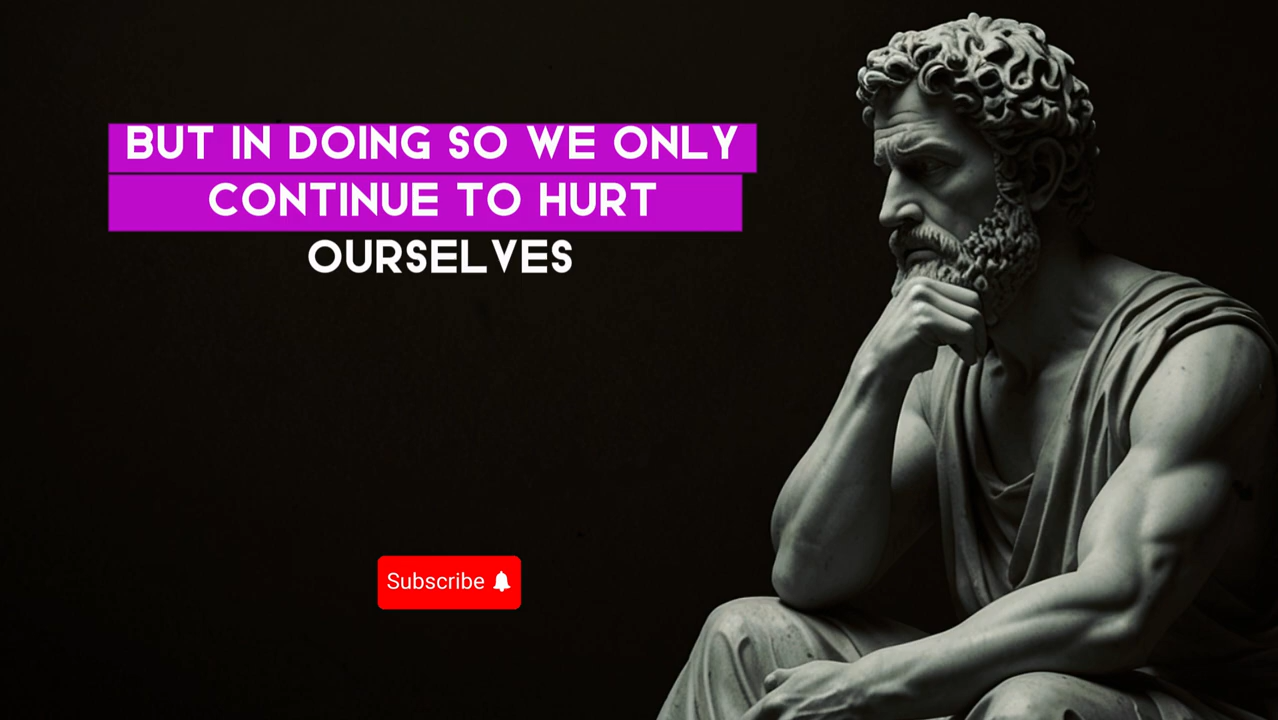 BUT IN DOING SO WE ONLY
CONTINUE TO HURT
OURSELVES
Subscribe